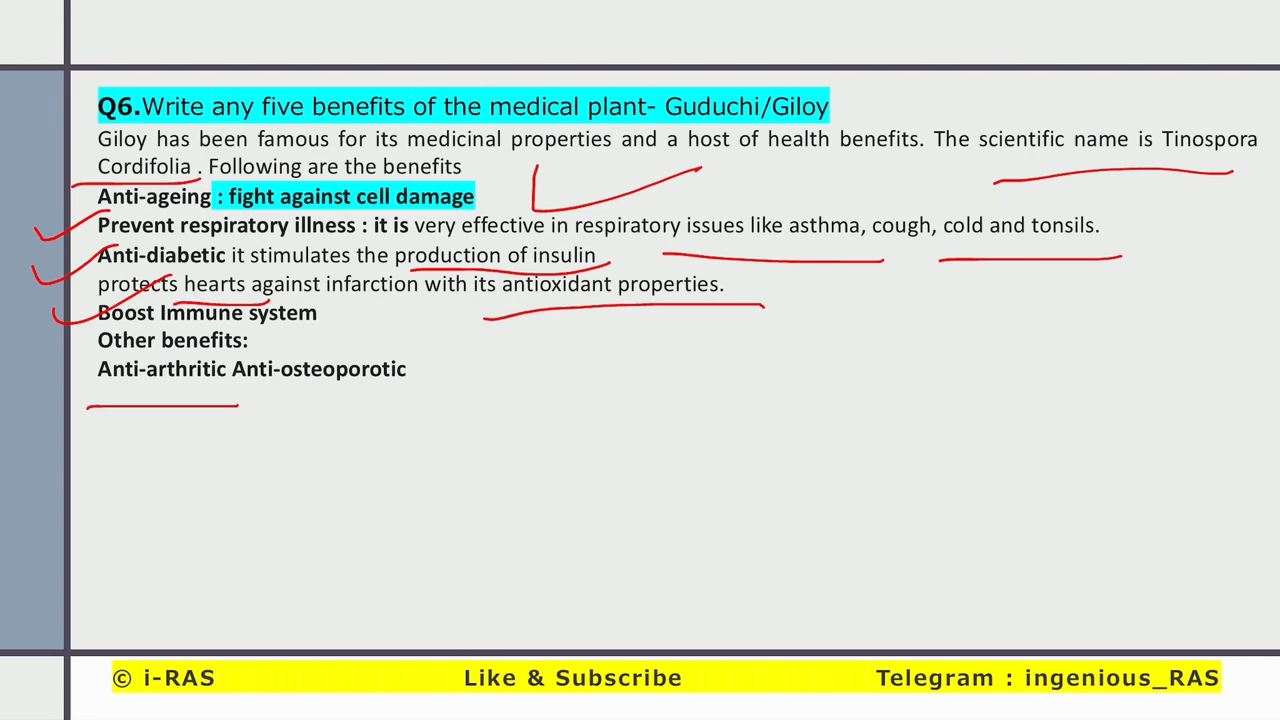 Q6.Write any five benefits of the medical plant- Guduchi/Giloy
Giloy has been famous for its medicinal properties and a host of health benefits. The scientific name is Tinospora
Cordifolia . Following are the benefits
Anti-ageing : fight against cell damage
Prevent respiratory illness : it is very effective in respiratory issues like asthma, cough, cold and tonsils.
Anti-diabetic it stimulates the production of insulin
protects hearts against infarction with its antioxidant properties.
Boost Immune system
Other benefits:
Anti-arthritic Anti-osteoporotic
© i-RAS Like & Subscribe Telegram : ingenious_RAS